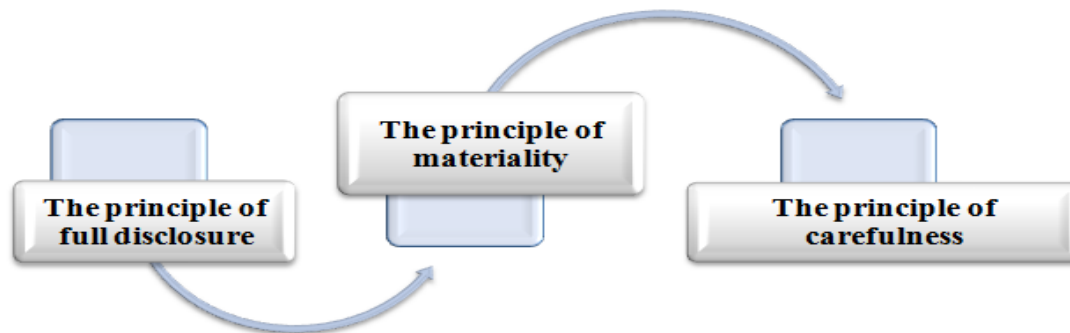 The principle of
full disclosure
The principle of
materiality
The principle of
carefulness